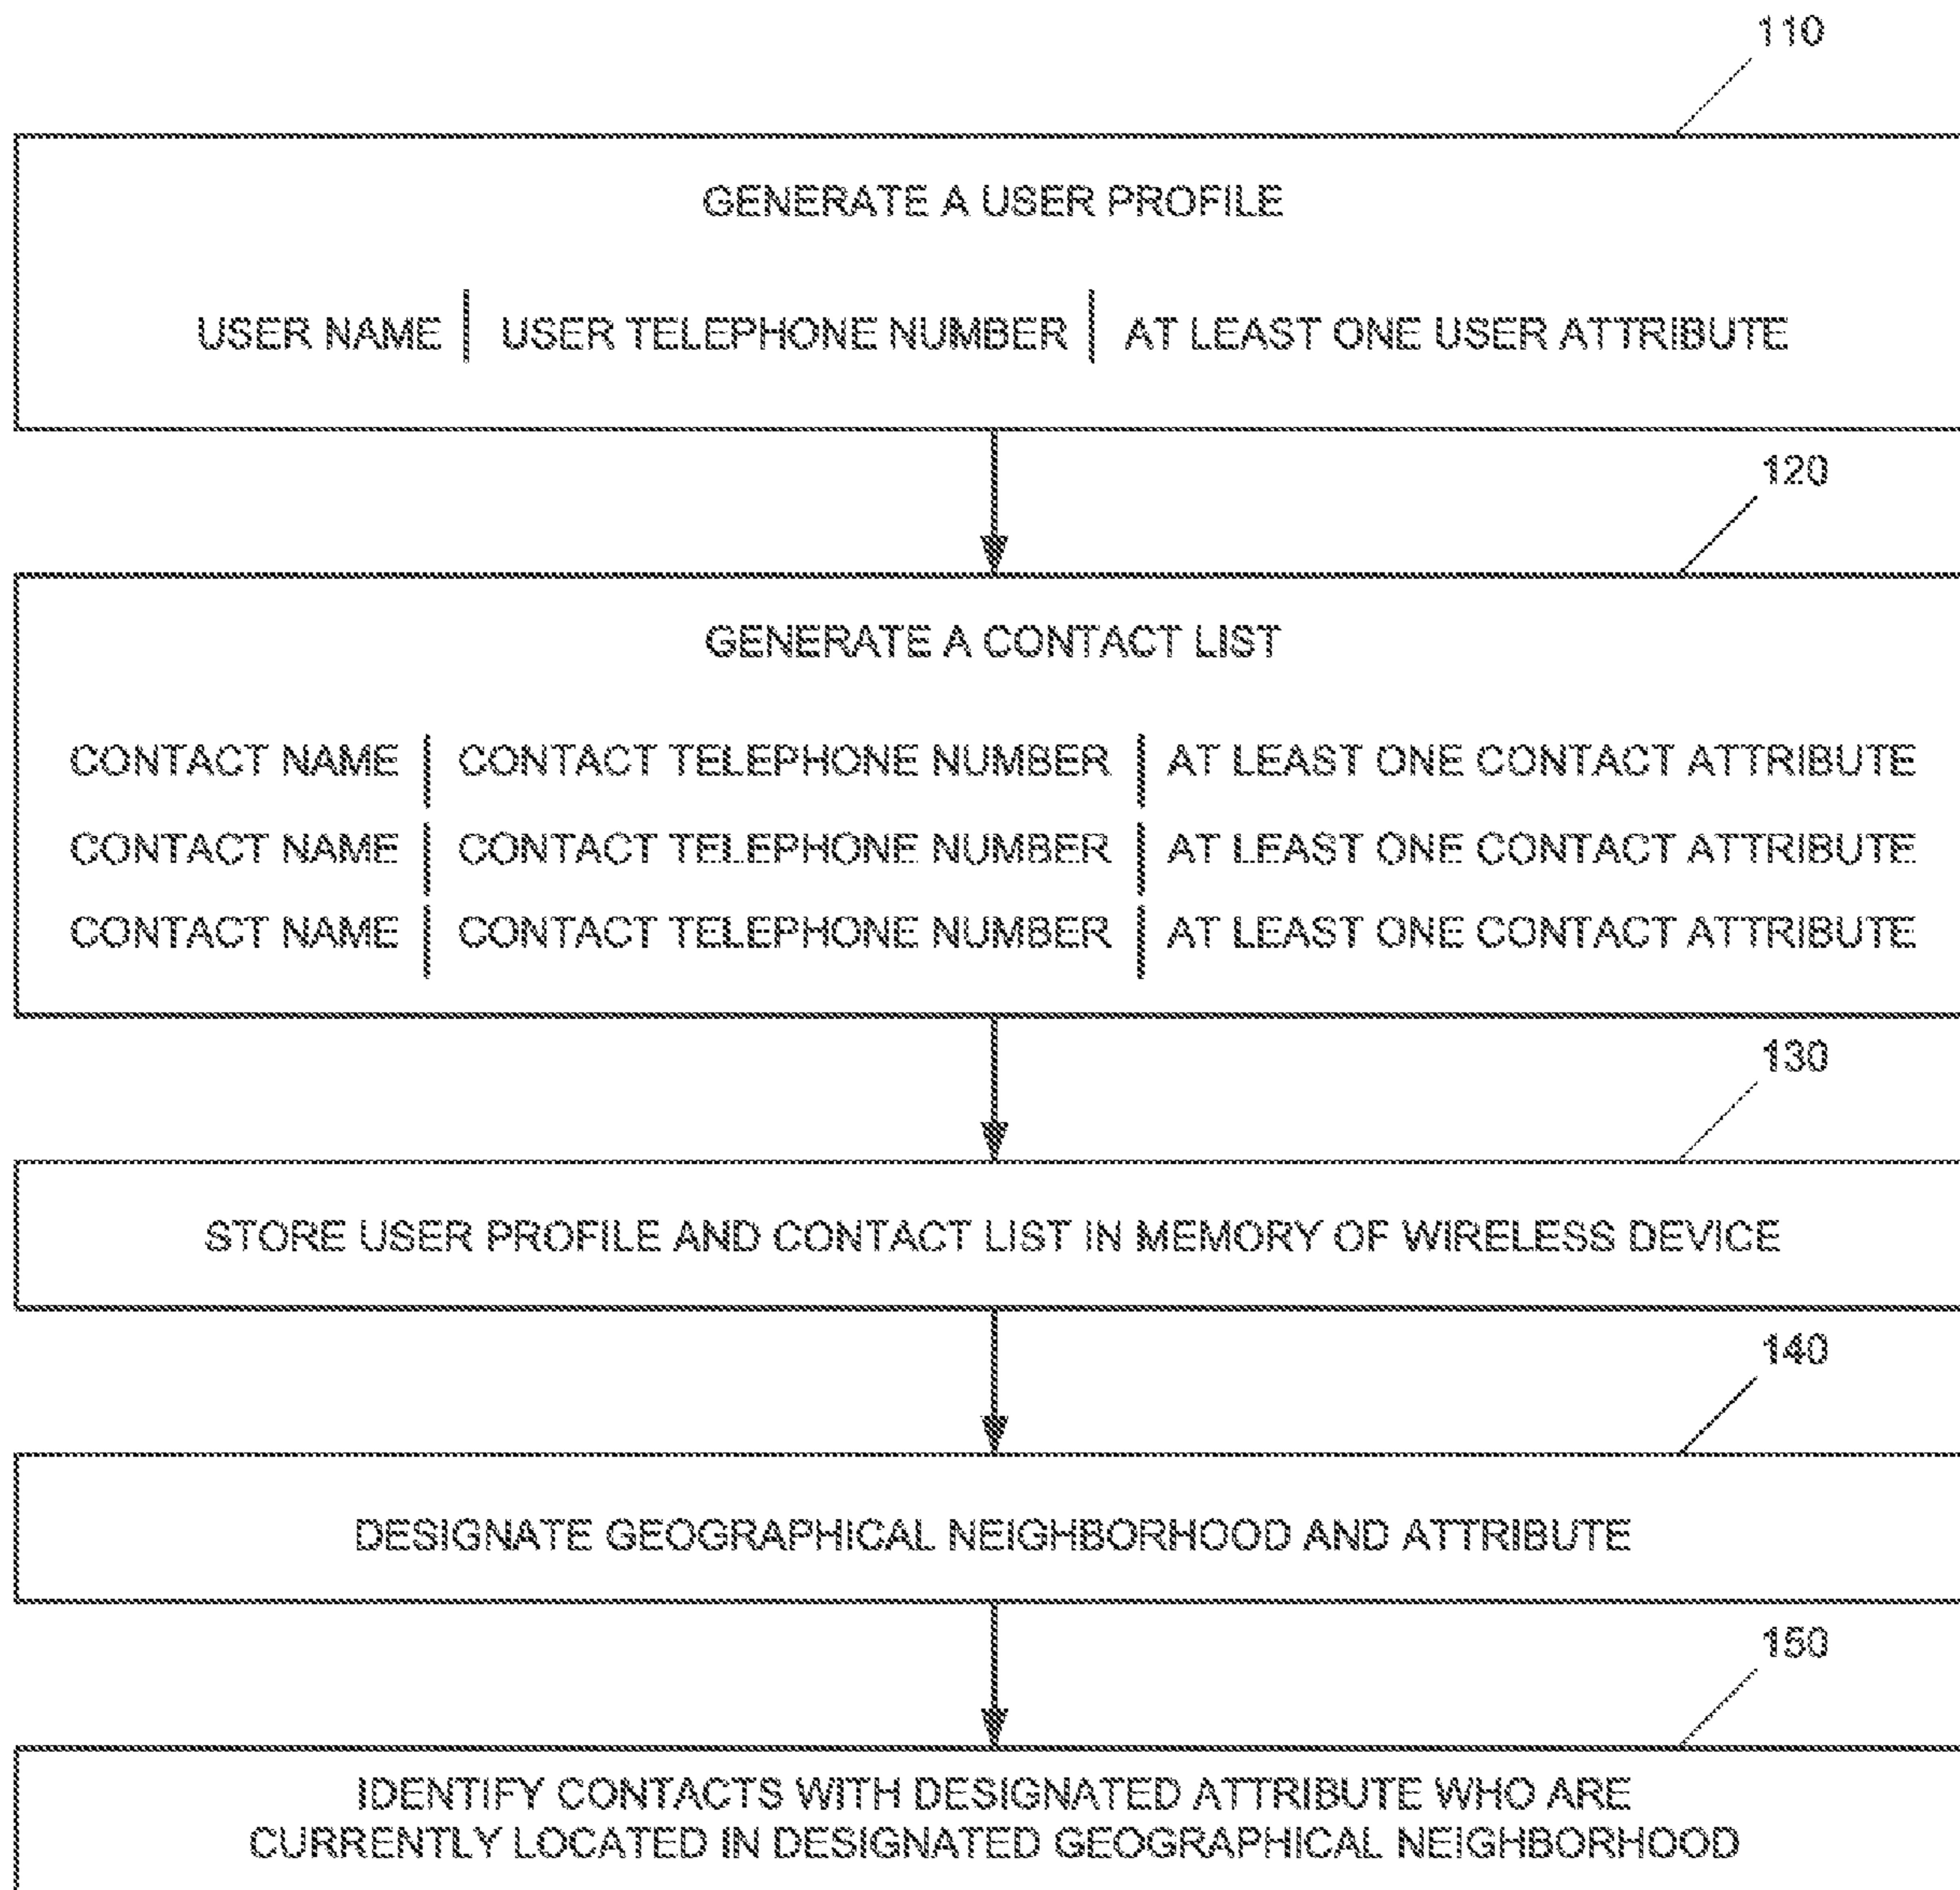 110
GENERATE A USER PROFILE
USER NAME | USER TELEPHONE NUMBER | AT LEAST ONE USER ATTRIBUTE
120
GENERATE A CONTACT LIST
CONTACT NAME | CONTACT TELEPHONE NUMBER | AT LEAST ONE CONTACT ATTRIBUTE
CONTACT NAME | CONTACT TELEPHONE NUMBER | AT LEAST ONE CONTACT ATTRIBUTE
CONTACT NAME | CONTACT TELEPHONE NUMBER | AT LEAST ONE CONTACT ATTRIBUTE
130
STORE USER PROFILE AND CONTACT LIST IN MEMORY OF WIRELESS DEVICE
140
DESIGNATE GEOGRAPHICAL NEIGHBORHOOD AND ATTRIBUTE
150
IDENTIFY CONTACTS WITH DESIGNATED ATTRIBUTE WHO ARE
CURRENTLY LOCATED IN DESIGNATED GEOGRAPHICAL NEIGHBORHOOD